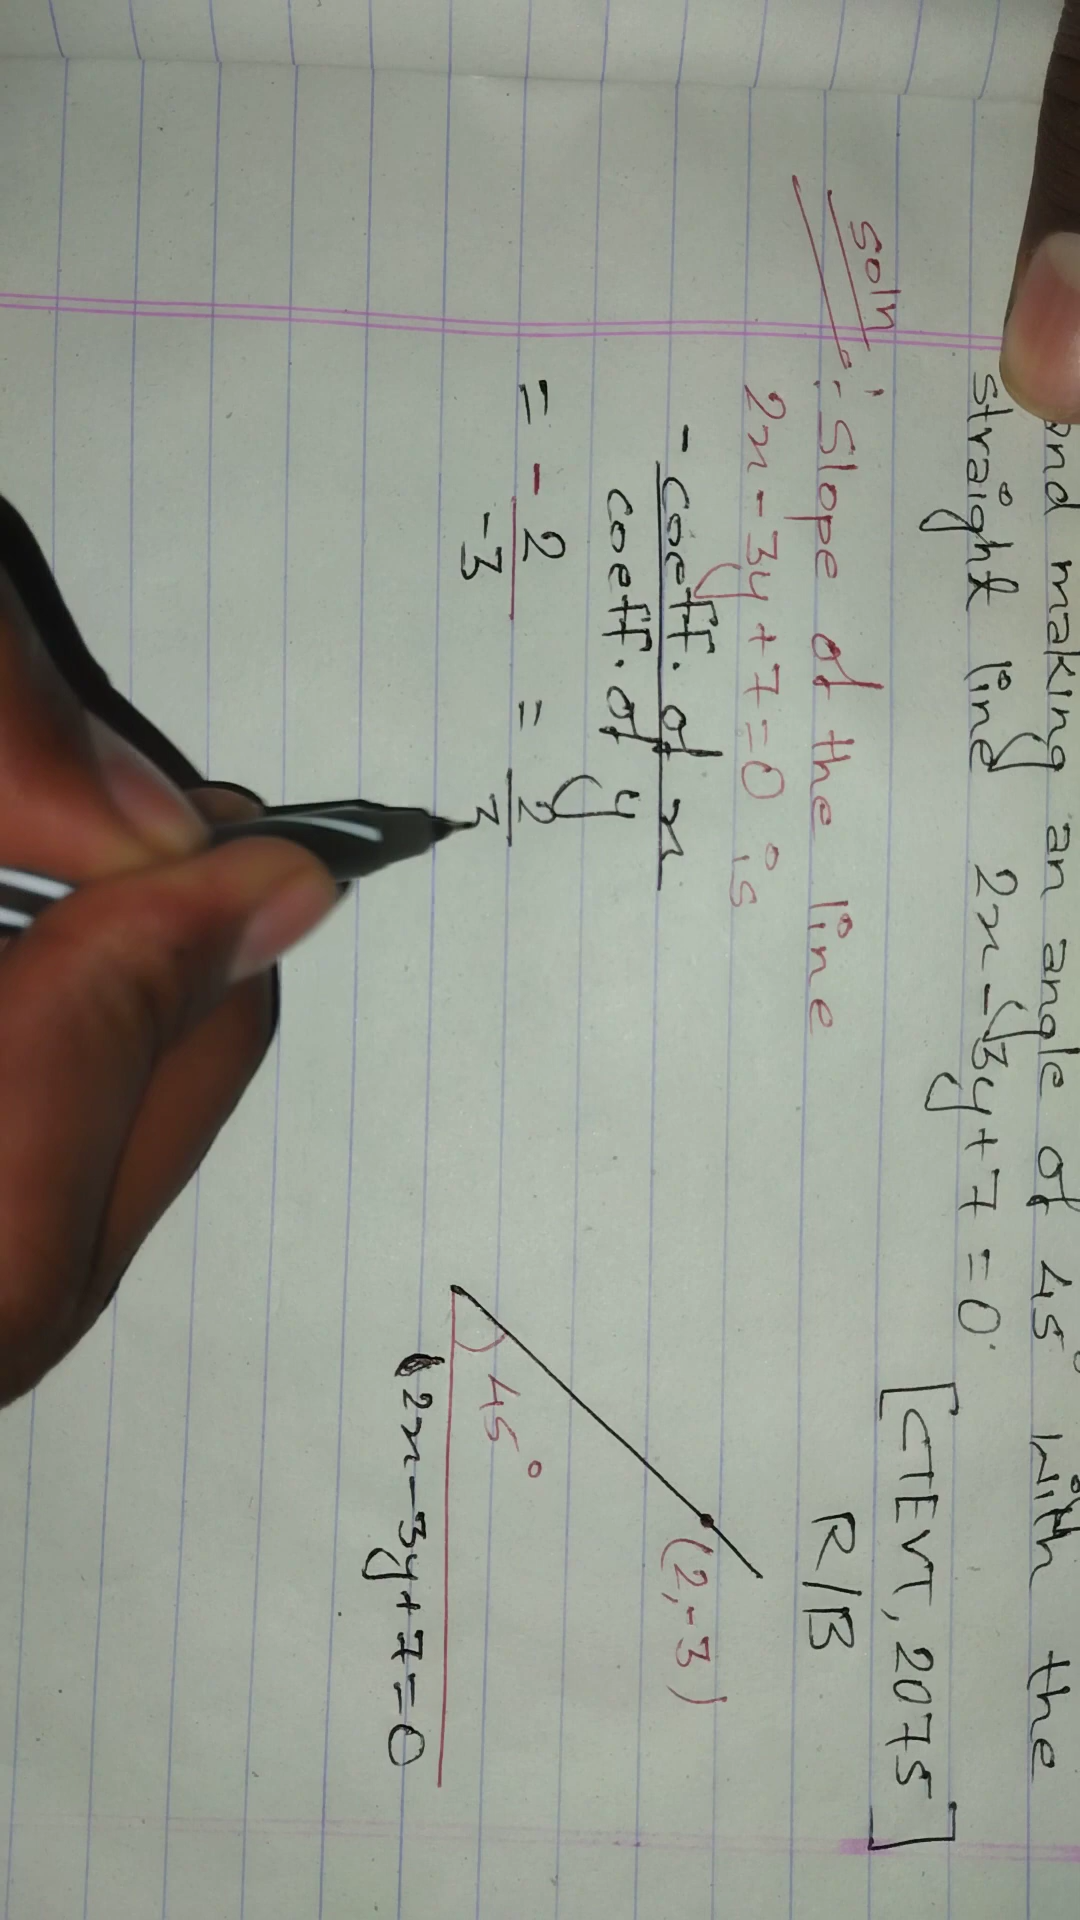 and making an angle of 45° with the
straight line 2x-3y+7=0.
[CTEVT, 2075]
soln: Slope of the line
R/B
2x-3y+7=0 is
-coeff. of x
coeff. of y
(2,-3)
= - 2/-3 = 2/3
45°
2x-3y+7=0